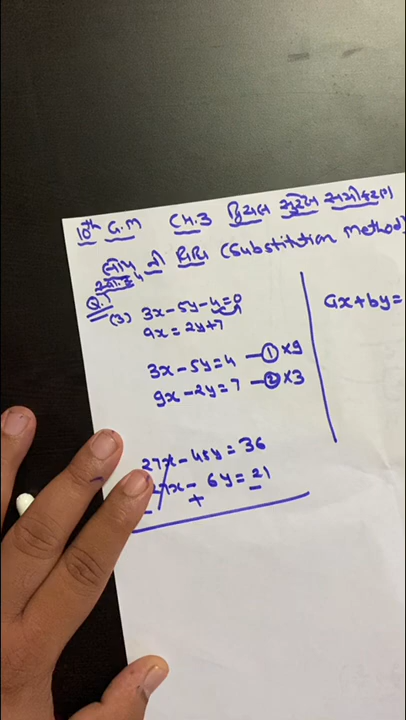 10th G.M Ch.3 દ્વિચલ સુરેખ સમીકરણ
લોપ ની રીત (Substitution Method)
Q.1
(3) 3x-5y-4=0
9x = 2y+7
3x-5y=4 —① ×9
9x-2y=7 —② ×3
27x - 45y = 36
27x - 6y = 21
- + -
ax+by=